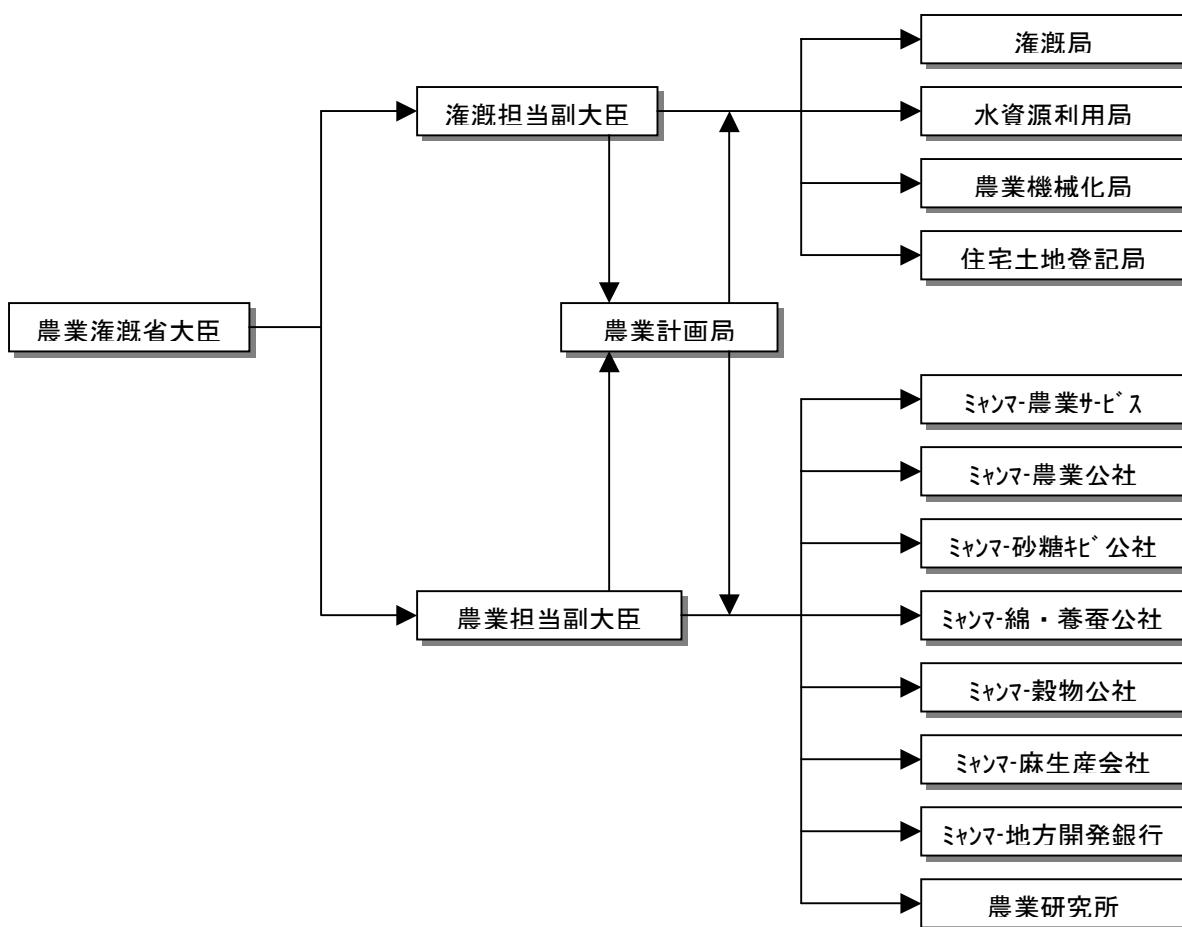 灌漑局
灌漑担当副大臣
水資源利用局
農業機械化局
住宅土地登記局
農業灌漑省大臣
農業計画局
ﾐｬﾝﾏｰ農業ｻｰﾋﾞｽ
ﾐｬﾝﾏｰ農業公社
ﾐｬﾝﾏｰ砂糖ｷﾋﾞ公社
農業担当副大臣
ﾐｬﾝﾏｰ綿・養蚕公社
ﾐｬﾝﾏｰ穀物公社
ﾐｬﾝﾏｰ麻生産会社
ﾐｬﾝﾏｰ地方開発銀行
農業研究所